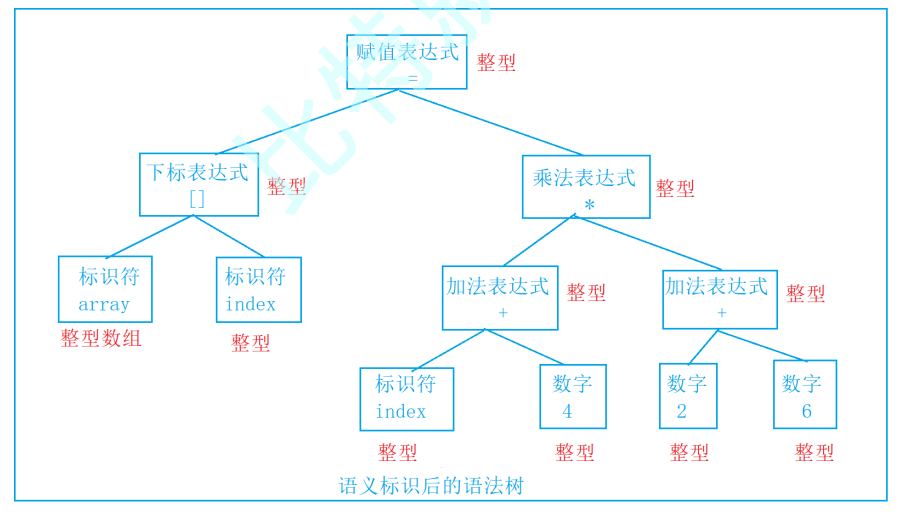 赋值表达式
=
整型
下标表达式
[]
整型
乘法表达式
*
整型
标识符
array
整型数组
标识符
index
整型
加法表达式
+
整型
加法表达式
+
整型
标识符
index
整型
数字
4
整型
数字
2
整型
数字
6
整型
语义标识后的语法树
比特